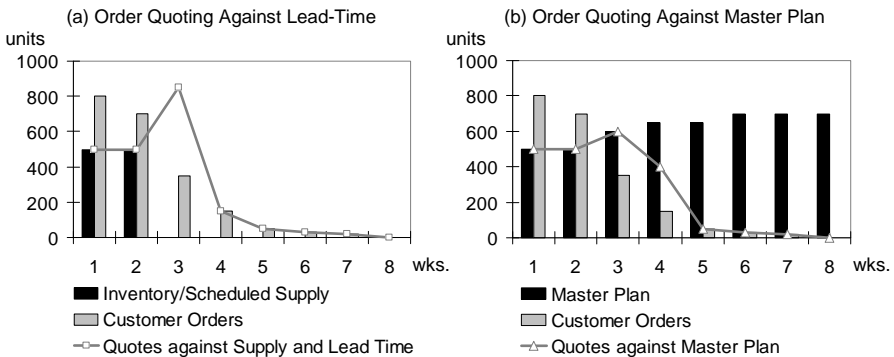 (a) Order Quoting Against Lead-Time
units
1000
800
600
400
200
0
1 2 3 4 5 6 7 8 wks.
Inventory/Scheduled Supply
Customer Orders
Quotes against Supply and Lead Time
(b) Order Quoting Against Master Plan
units
1000
800
600
400
200
0
1 2 3 4 5 6 7 8 wks.
Master Plan
Customer Orders
Quotes against Master Plan